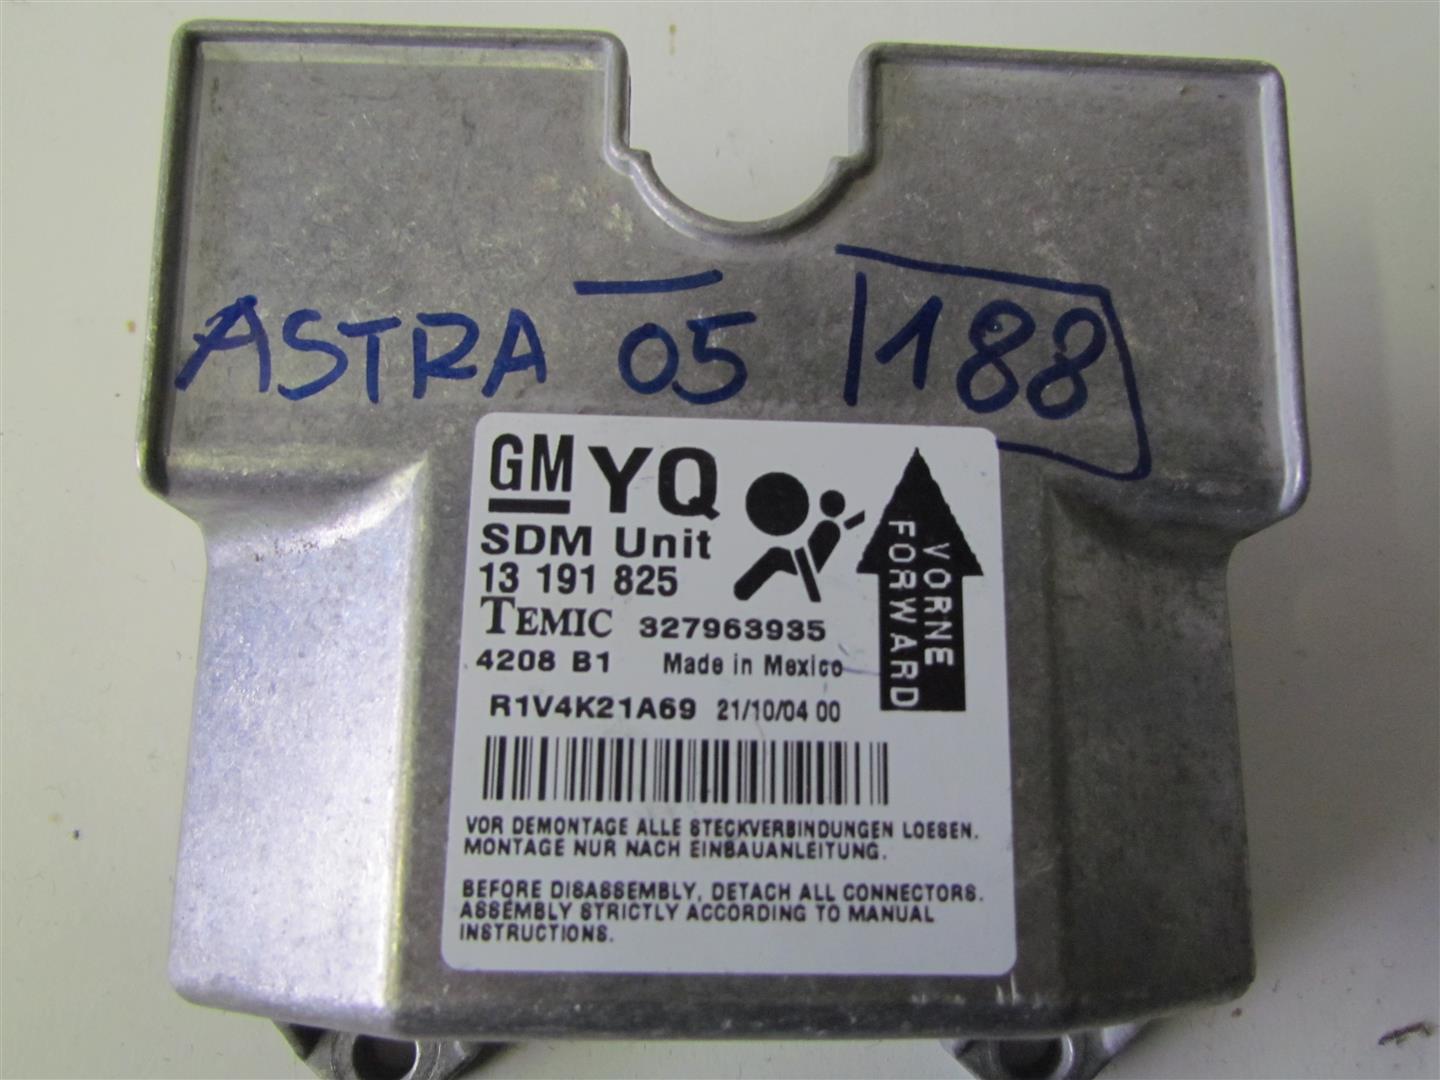 ASTRA 05 188
GM YQ
SDM Unit
13 191 825
TEMIC 327963935
4208 B1 Made in Mexico
R1V4K21A69 21/10/04 00
VORNE
FORWARD
VOR DEMONTAGE ALLE STECKVERBINDUNGEN LOESEN.
MONTAGE NUR NACH EINBAUANLEITUNG.
BEFORE DISASSEMBLY, DETACH ALL CONNECTORS.
ASSEMBLY STRICTLY ACCORDING TO MANUAL
INSTRUCTIONS.